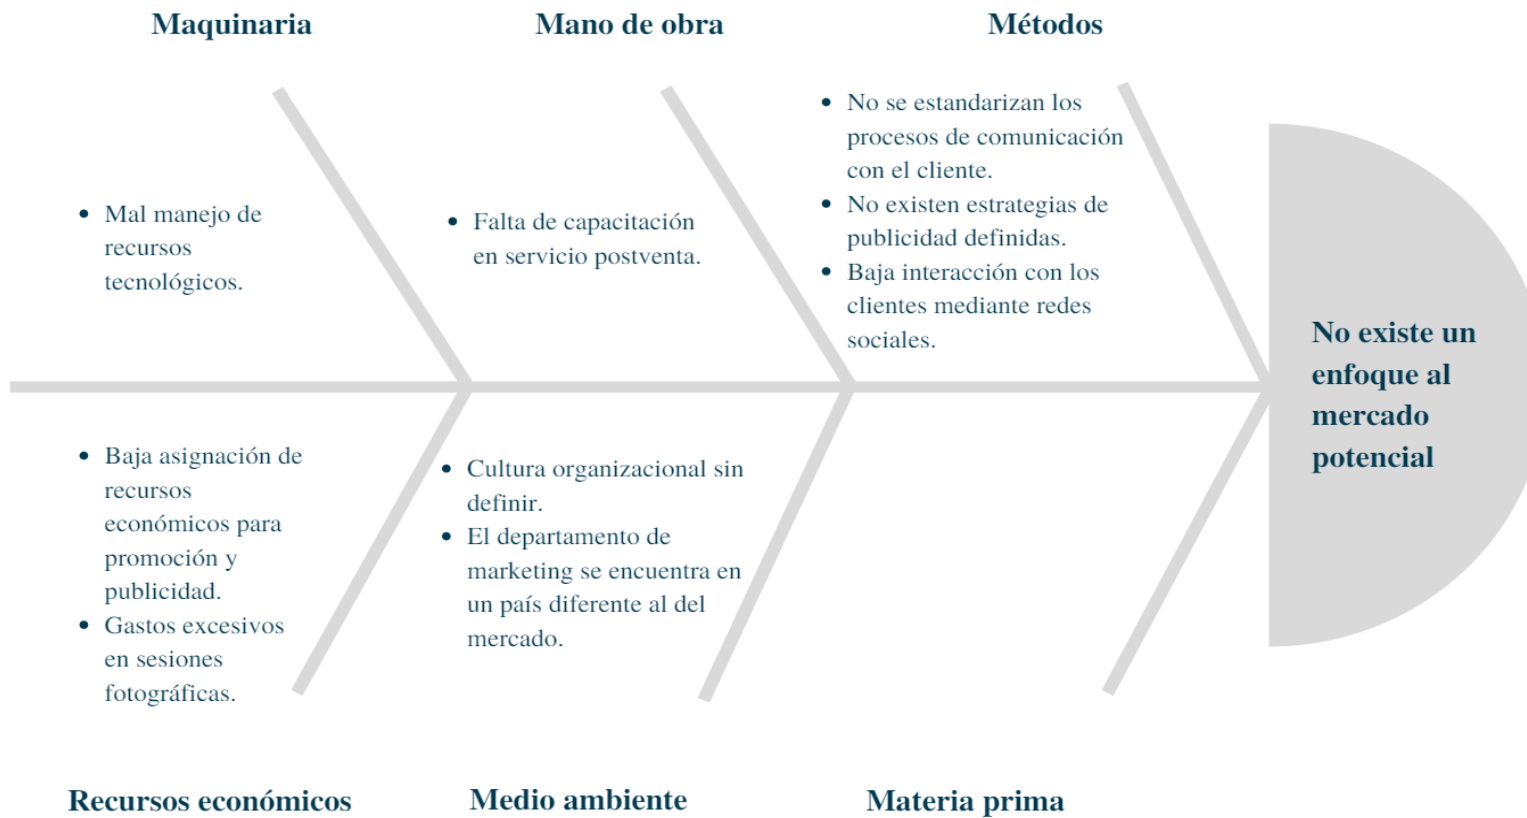 Maquinaria
Mano de obra
Métodos
• No se estandarizan los
procesos de comunicación
con el cliente.
• No existen estrategias de
publicidad definidas.
• Baja interacción con los
clientes mediante redes
sociales.
• Mal manejo de
recursos
tecnológicos.
• Falta de capacitación
en servicio postventa.
No existe un
enfoque al
mercado
potencial
• Baja asignación de
recursos
económicos para
promoción y
publicidad.
• Gastos excesivos
en sesiones
fotográficas.
• Cultura organizacional sin
definir.
• El departamento de
marketing se encuentra en
un país diferente al del
mercado.
Recursos económicos
Medio ambiente
Materia prima